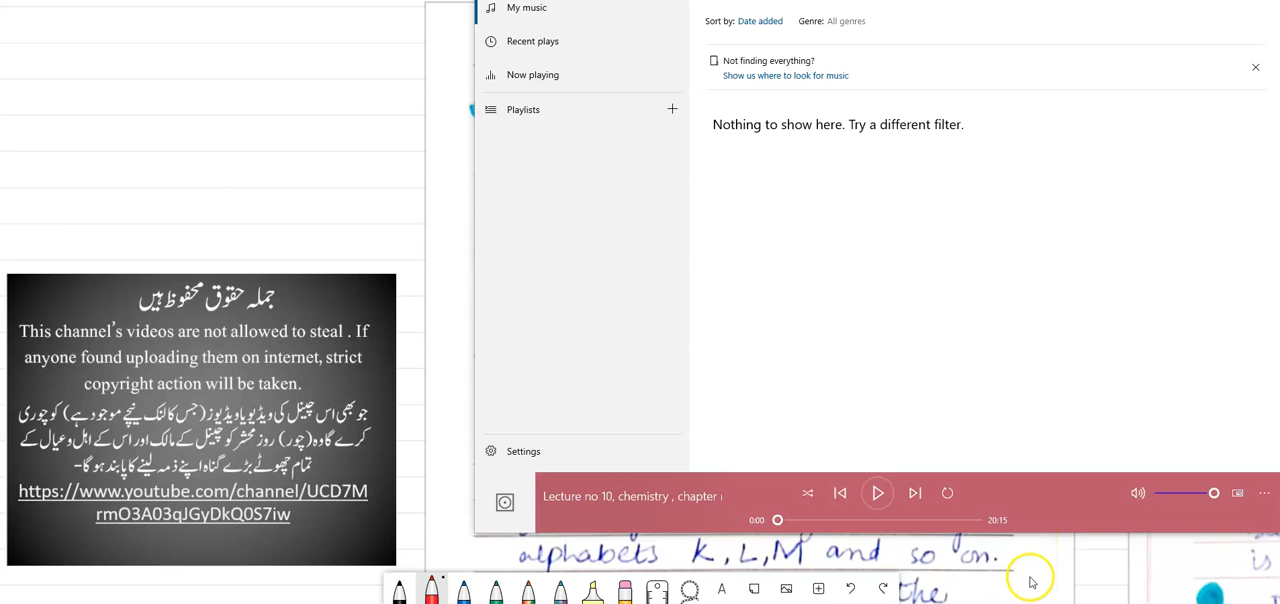 My music
Recent plays
Now playing
Playlists
Settings
Sort by: Date added Genre: All genres
Not finding everything?
Show us where to look for music
Nothing to show here. Try a different filter.
جملہ حقوق محفوظ ہیں
This channel's videos are not allowed to steal . If
anyone found uploading them on internet, strict
copyright action will be taken.
جو بھی اس چینل کی ویڈیو یا ویڈیوز (جس کا لنک نیچے موجود ہے) کو چوری
کرے گا وہ (چور) روز محشر کو چینل کے مالک اور اس کے اہل و عیال کے
تمام چھوٹے بڑے گناہ اپنے ذمہ لینے کا پابند ہو گا-
https://www.youtube.com/channel/UCD7M
rmO3A03qJGyDkQ0S7iw
Lecture no 10, chemistry , chapter
0:00 20:15
alphabets K, L, M and so on.
the
is